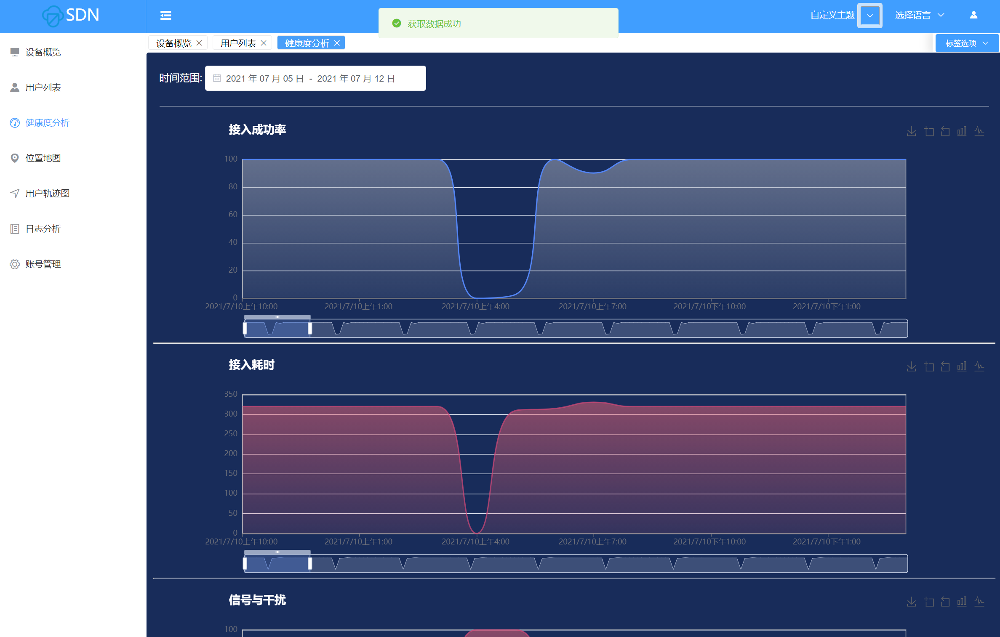 SDN
获取数据成功
自定义主题
选择语言
设备概览
用户列表
健康度分析
标签选项
设备概览
用户列表
健康度分析
位置地图
用户轨迹图
日志分析
账号管理
时间范围: 2021 年 07 月 05 日 - 2021 年 07 月 12 日
接入成功率
100
80
60
40
20
0
2021/7/10上午10:00 2021/7/10上午1:00 2021/7/10上午4:00 2021/7/10上午7:00 2021/7/10下午10:00 2021/7/10下午1:00
接入耗时
350
300
250
200
150
100
50
0
2021/7/10上午10:00 2021/7/10上午1:00 2021/7/10上午4:00 2021/7/10上午7:00 2021/7/10下午10:00 2021/7/10下午1:00
信号与干扰
100